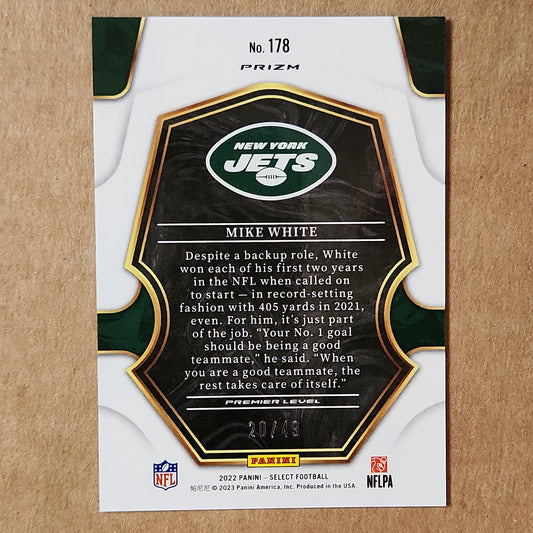 No. 178
PRIZM
NEW YORK
JETS
MIKE WHITE
Despite a backup role, White
won each of his first two years
in the NFL when called on
to start — in record-setting
fashion with 405 yards in 2021,
even. For him, it's just part
of the job. “Your No. 1 goal
should be being a good
teammate,” he said. “When
you are a good teammate, the
rest takes care of itself.”
PREMIER LEVEL
20/49
PANINI
NFL
NFLPA
2022 PANINI – SELECT FOOTBALL
帕尼尼 © 2023 Panini America, Inc. Produced in the USA.